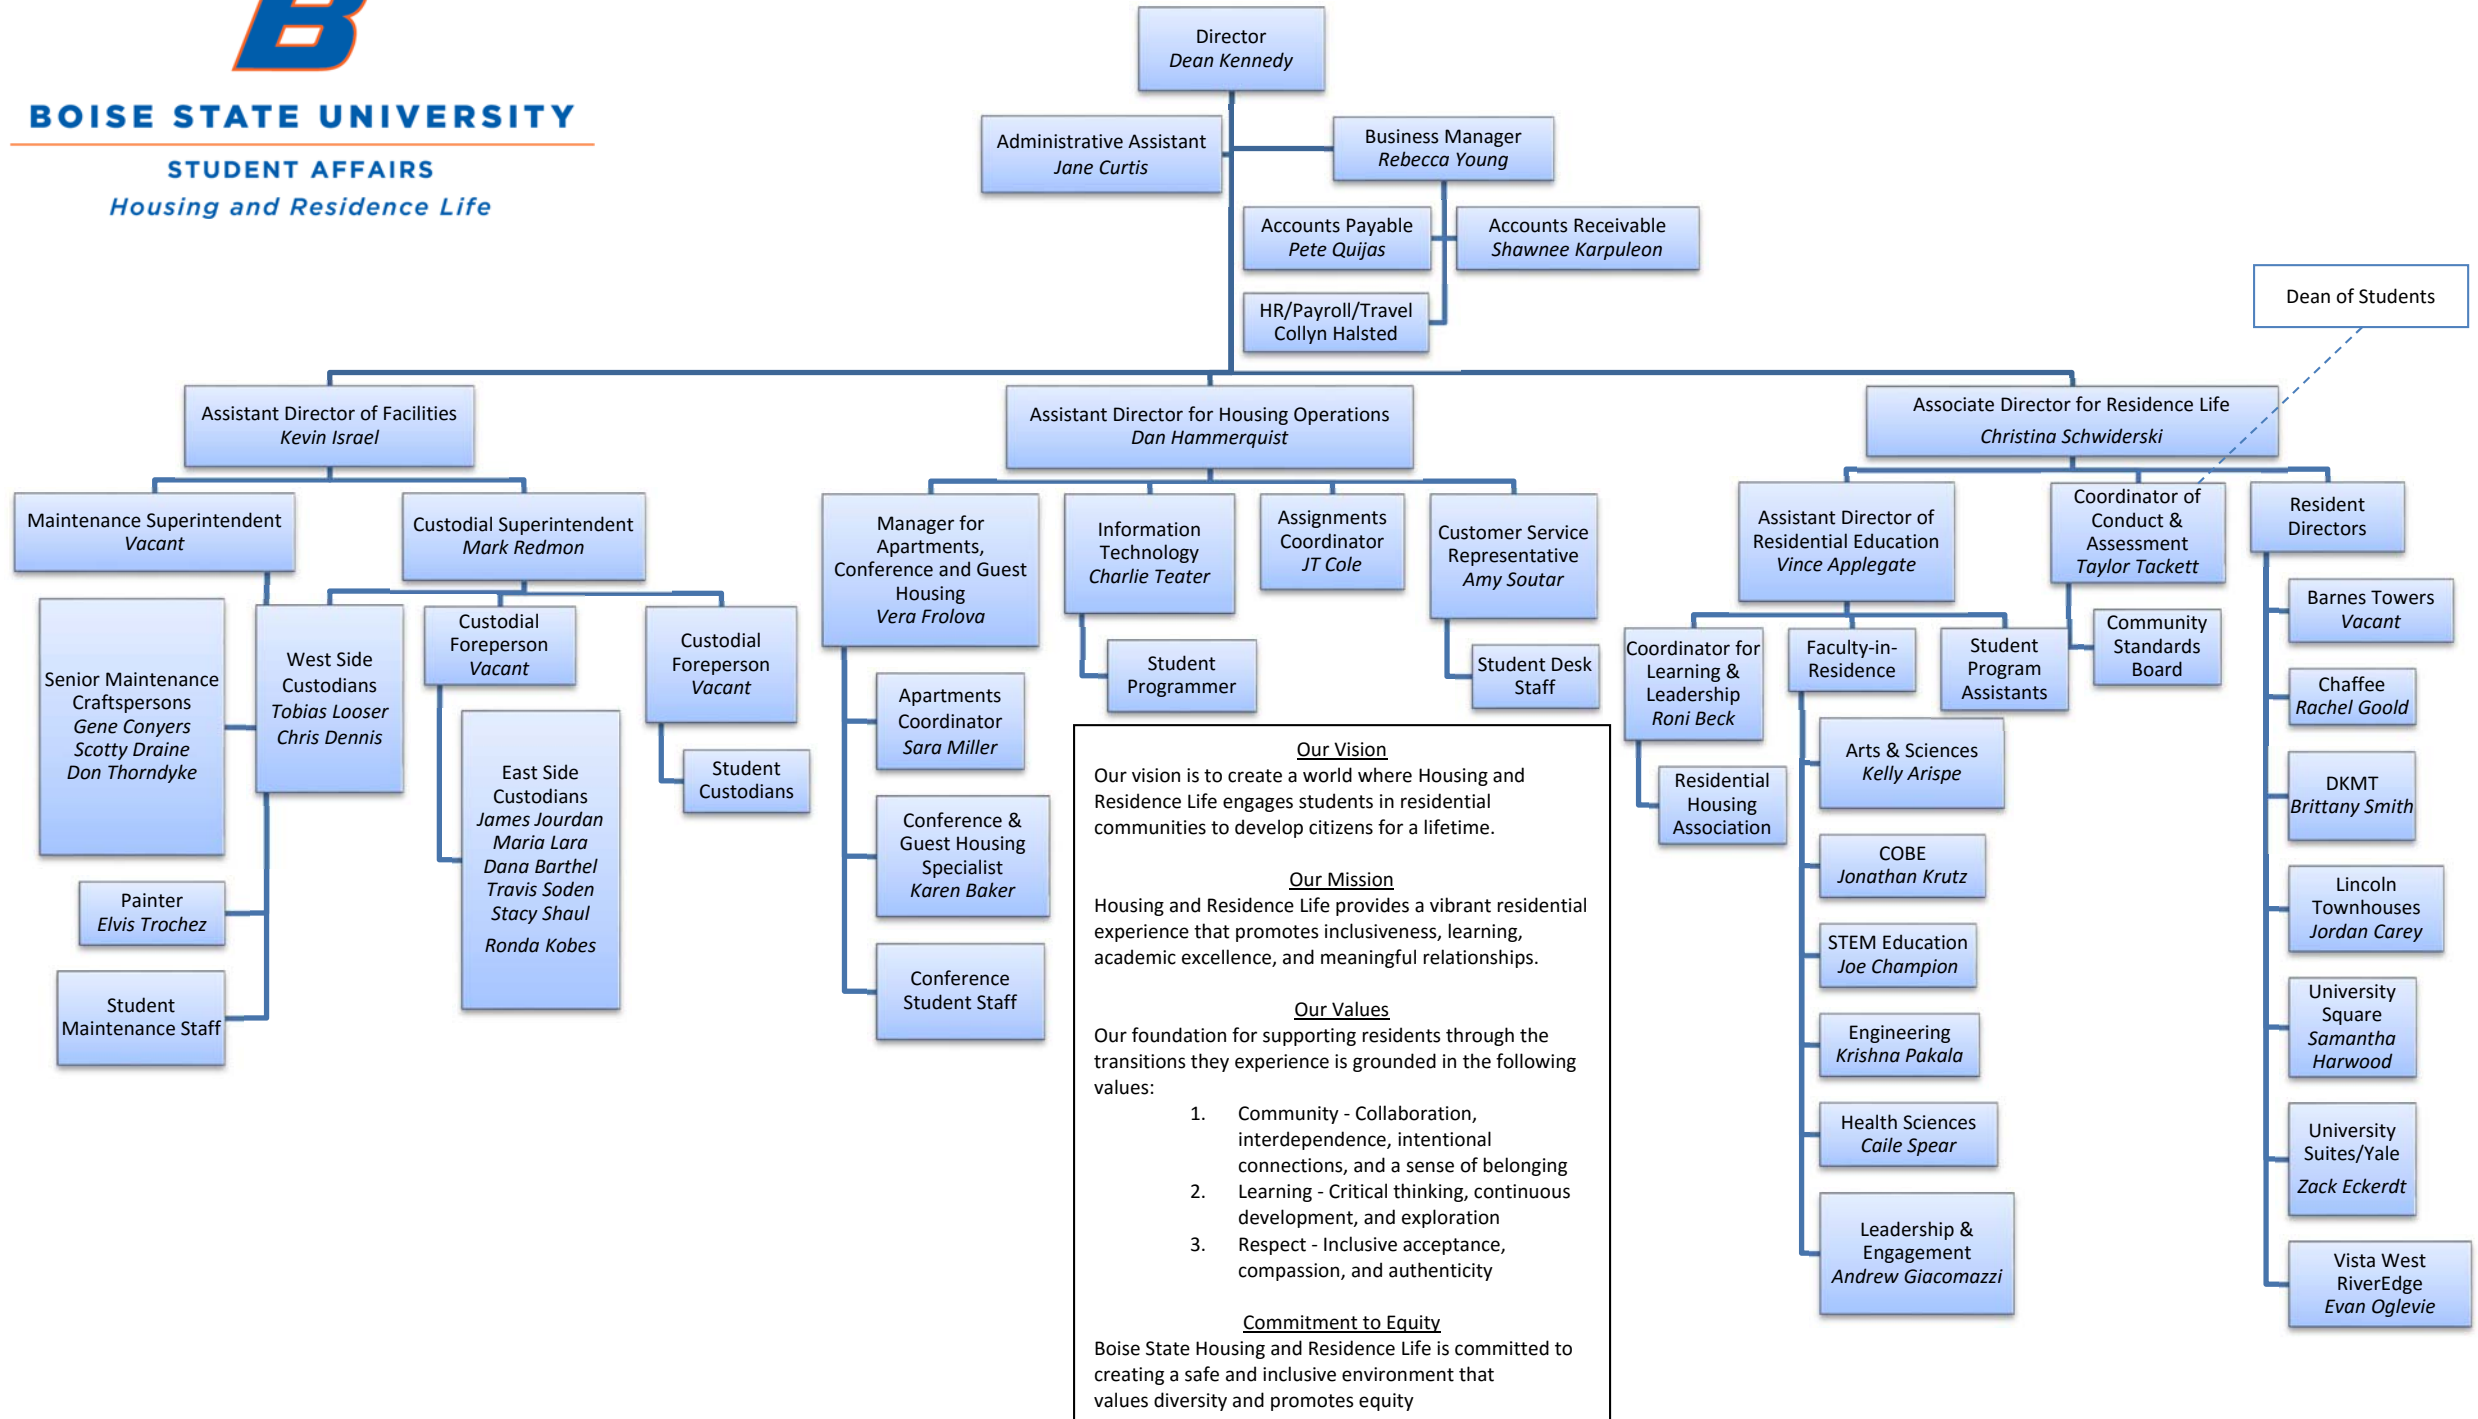 B
BOISE STATE UNIVERSITY
STUDENT AFFAIRS
Housing and Residence Life
Director
Dean Kennedy
Administrative Assistant
Jane Curtis
Business Manager
Rebecca Young
Accounts Payable
Pete Quijas
Accounts Receivable
Shawnee Karpuleon
HR/Payroll/Travel
Collyn Halsted
Dean of Students
Assistant Director of Facilities
Kevin Israel
Maintenance Superintendent
Vacant
Senior Maintenance
Craftspersons
Gene Conyers
Scotty Draine
Don Thorndyke
Painter
Elvis Trochez
Student
Maintenance Staff
Custodial Superintendent
Mark Redmon
West Side
Custodians
Tobias Looser
Chris Dennis
Custodial
Foreperson
Vacant
East Side
Custodians
James Jourdan
Maria Lara
Dana Barthel
Travis Soden
Stacy Shaul
Ronda Kobes
Custodial
Foreperson
Vacant
Student
Custodians
Assistant Director for Housing Operations
Dan Hammerquist
Manager for
Apartments,
Conference and Guest
Housing
Vera Frolova
Apartments
Coordinator
Sara Miller
Conference &
Guest Housing
Specialist
Karen Baker
Conference
Student Staff
Information
Technology
Charlie Teater
Student
Programmer
Assignments
Coordinator
JT Cole
Customer Service
Representative
Amy Soutar
Student Desk
Staff
Associate Director for Residence Life
Christina Schwiderski
Assistant Director of
Residential Education
Vince Applegate
Coordinator for
Learning &
Leadership
Roni Beck
Residential
Housing
Association
Faculty-in-
Residence
Arts & Sciences
Kelly Arispe
COBE
Jonathan Krutz
STEM Education
Joe Champion
Engineering
Krishna Pakala
Health Sciences
Caile Spear
Leadership &
Engagement
Andrew Giacomazzi
Student
Program
Assistants
Coordinator of
Conduct &
Assessment
Taylor Tackett
Community
Standards
Board
Resident
Directors
Barnes Towers
Vacant
Chaffee
Rachel Goold
DKMT
Brittany Smith
Lincoln
Townhouses
Jordan Carey
University
Square
Samantha
Harwood
University
Suites/Yale
Zack Eckerdt
Vista West
RiverEdge
Evan Oglevie
Our Vision
Our vision is to create a world where Housing and
Residence Life engages students in residential
communities to develop citizens for a lifetime.
Our Mission
Housing and Residence Life provides a vibrant residential
experience that promotes inclusiveness, learning,
academic excellence, and meaningful relationships.
Our Values
Our foundation for supporting residents through the
transitions they experience is grounded in the following
values:
1. Community - Collaboration,
interdependence, intentional
connections, and a sense of belonging
2. Learning - Critical thinking, continuous
development, and exploration
3. Respect - Inclusive acceptance,
compassion, and authenticity
Commitment to Equity
Boise State Housing and Residence Life is committed to
creating a safe and inclusive environment that
values diversity and promotes equity